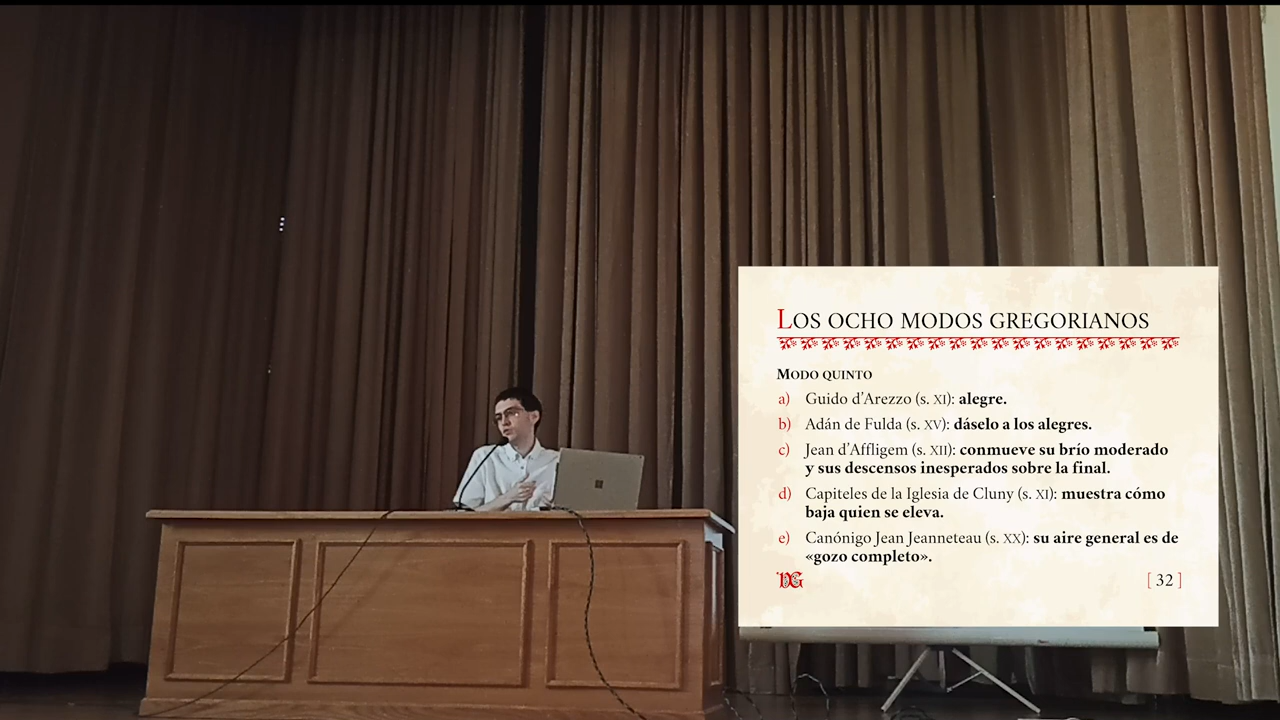 Los ocho modos gregorianos
Modo quinto
a) Guido d’Arezzo (s. XI): alegre.
b) Adán de Fulda (s. XV): dáselo a los alegres.
c) Jean d’Affligem (s. XII): conmueve su brío moderado
y sus descensos inesperados sobre la final.
d) Capiteles de la Iglesia de Cluny (s. XI): muestra cómo
baja quien se eleva.
e) Canónigo Jean Jeanneteau (s. XX): su aire general es de
«gozo completo».
DG [ 32 ]